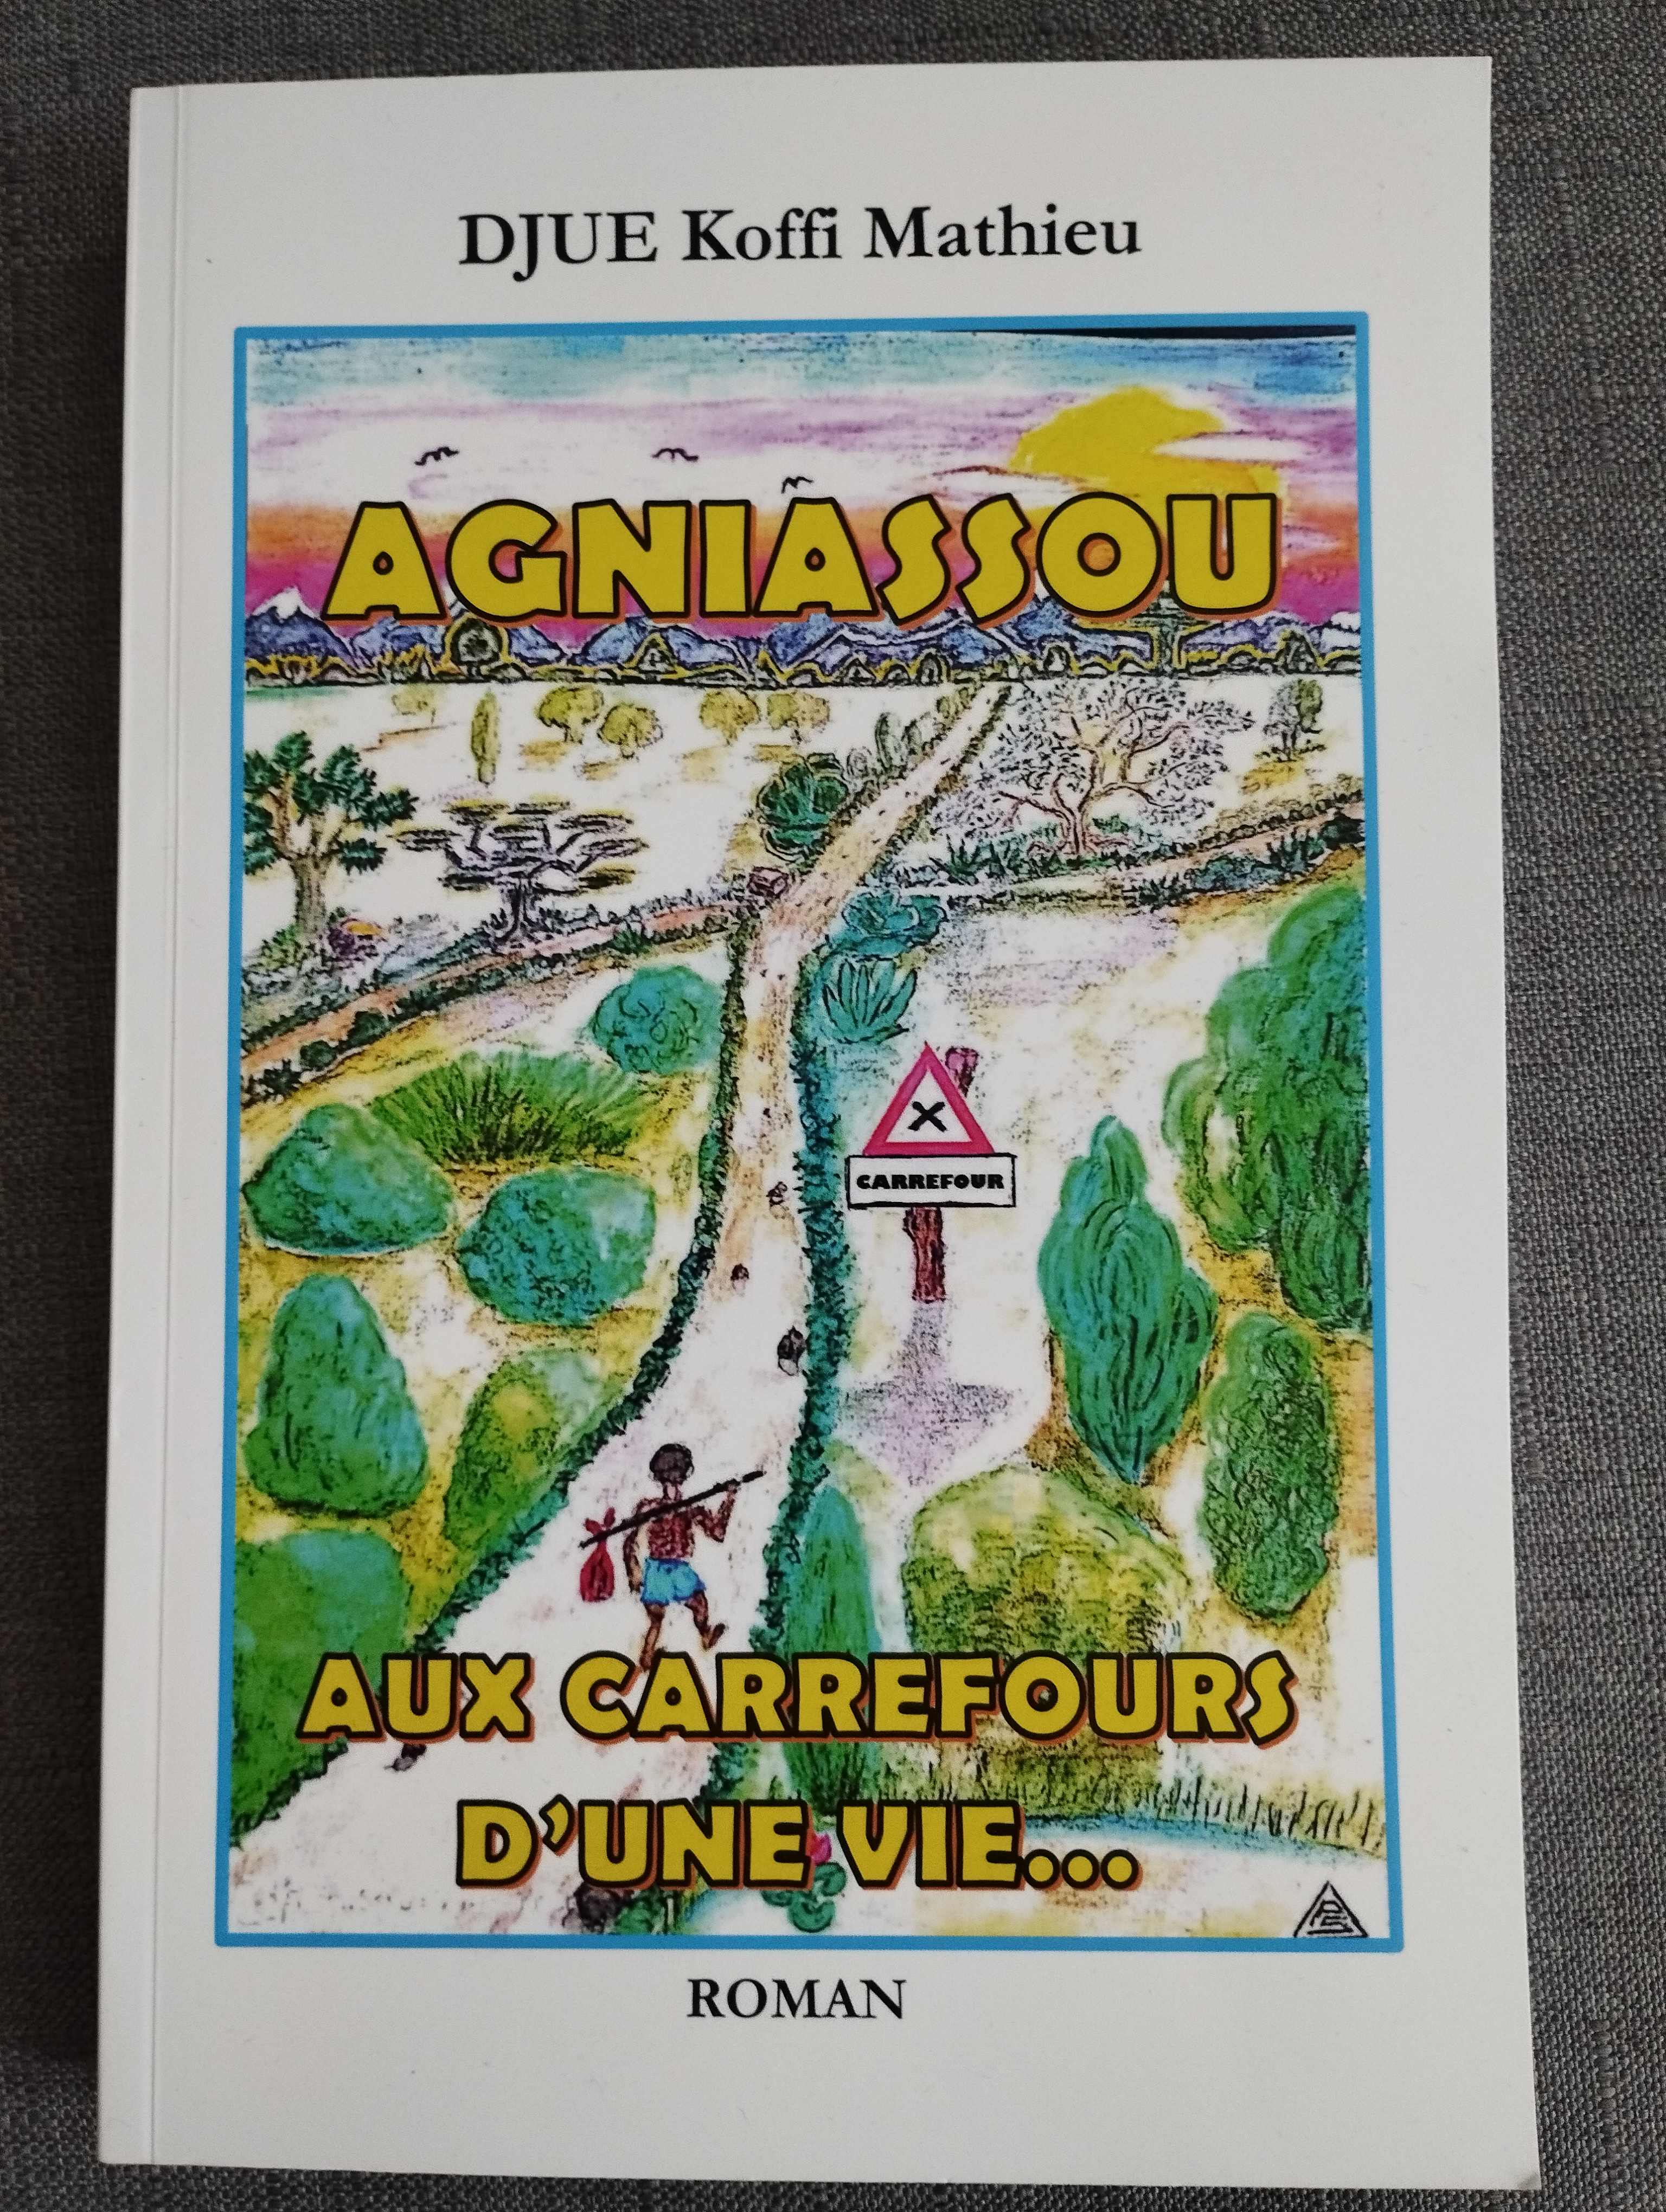 DJUE Koffi Mathieu
AGNIASSOU
CARREFOUR
AUX CARREFOURS
D'UNE VIE...
ROMAN